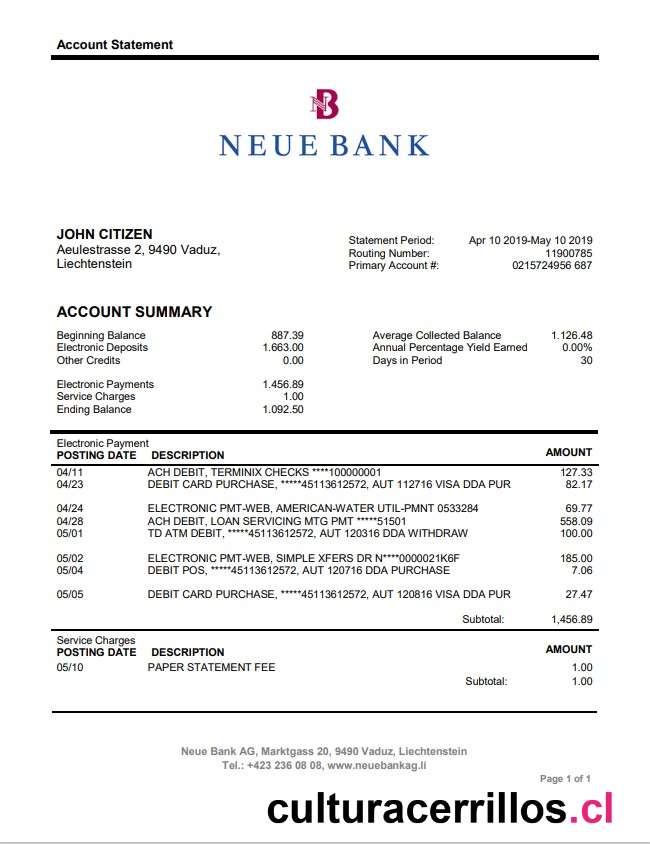 Account Statement
NB
NEUE BANK
JOHN CITIZEN
Aeulestrasse 2, 9490 Vaduz,
Liechtenstein
Statement Period: Apr 10 2019-May 10 2019
Routing Number: 11900785
Primary Account #: 0215724956 687
ACCOUNT SUMMARY
Beginning Balance 887.39 Average Collected Balance 1.126.48
Electronic Deposits 1.663.00 Annual Percentage Yield Earned 0.00%
Other Credits 0.00 Days in Period 30
Electronic Payments 1.456.89
Service Charges 1.00
Ending Balance 1.092.50
Electronic Payment
POSTING DATE DESCRIPTION AMOUNT
04/11 ACH DEBIT, TERMINIX CHECKS ****100000001 127.33
04/23 DEBIT CARD PURCHASE, *****45113612572, AUT 112716 VISA DDA PUR 82.17
04/24 ELECTRONIC PMT-WEB, AMERICAN-WATER UTIL-PMNT 0533284 69.77
04/28 ACH DEBIT, LOAN SERVICING MTG PMT *****51501 558.09
05/01 TD ATM DEBIT, *****45113612572, AUT 120316 DDA WITHDRAW 100.00
05/02 ELECTRONIC PMT-WEB, SIMPLE XFERS DR N****0000021K6F 185.00
05/04 DEBIT POS, *****45113612572, AUT 120716 DDA PURCHASE 7.06
05/05 DEBIT CARD PURCHASE, *****45113612572, AUT 120816 VISA DDA PUR 27.47
Subtotal: 1,456.89
Service Charges
POSTING DATE DESCRIPTION AMOUNT
05/10 PAPER STATEMENT FEE 1.00
Subtotal: 1.00
Neue Bank AG, Marktgass 20, 9490 Vaduz, Liechtenstein
Tel.: +423 236 08 08, www.neuebankag.li
Page 1 of 1
culturacerrillos.cl